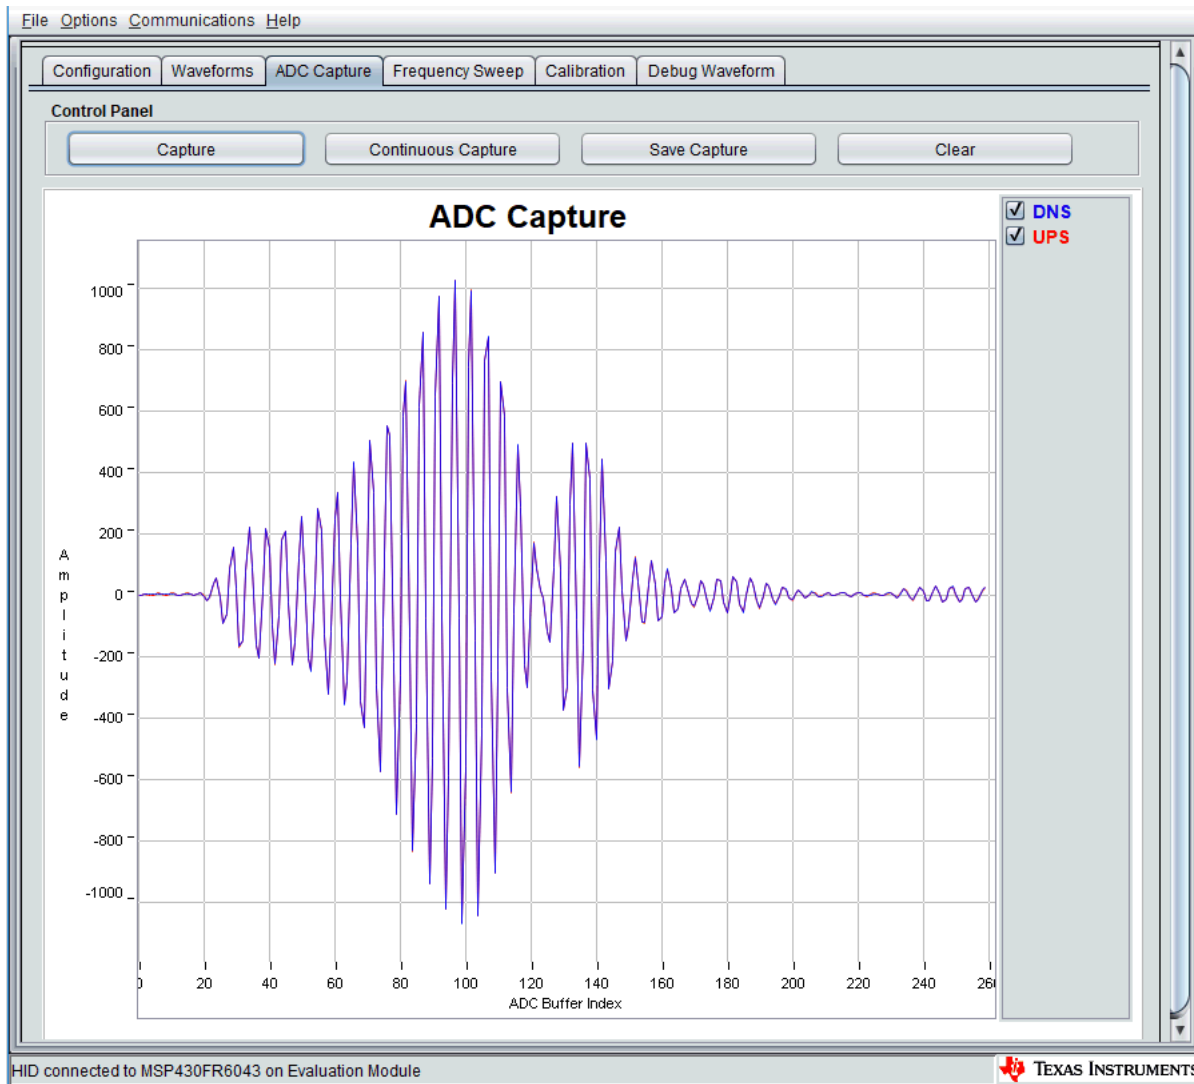 File Options Communications Help
Configuration Waveforms ADC Capture Frequency Sweep Calibration Debug Waveform
Control Panel
Capture Continuous Capture Save Capture Clear
ADC Capture
DNS
UPS
1000
800
600
400
200
0
-200
-400
-600
-800
-1000
Amplitude
0 20 40 60 80 100 120 140 160 180 200 220 240 260
ADC Buffer Index
HID connected to MSP430FR6043 on Evaluation Module
TEXAS INSTRUMENTS